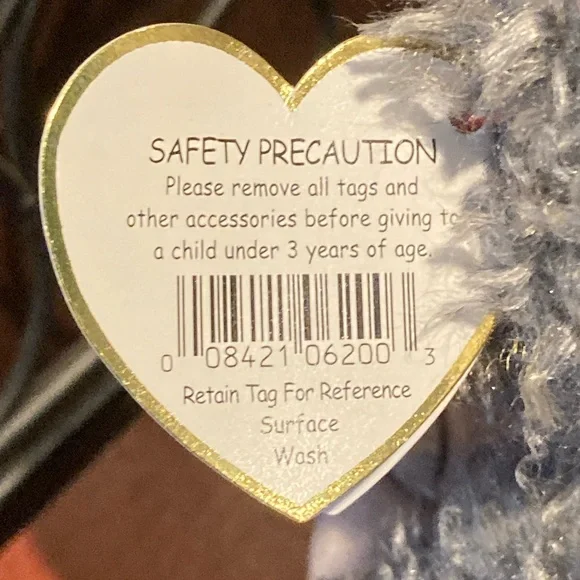 SAFETY PRECAUTION
Please remove all tags and
other accessories before giving to
a child under 3 years of age.
0 08421 06200 3
Retain Tag For Reference
Surface
Wash